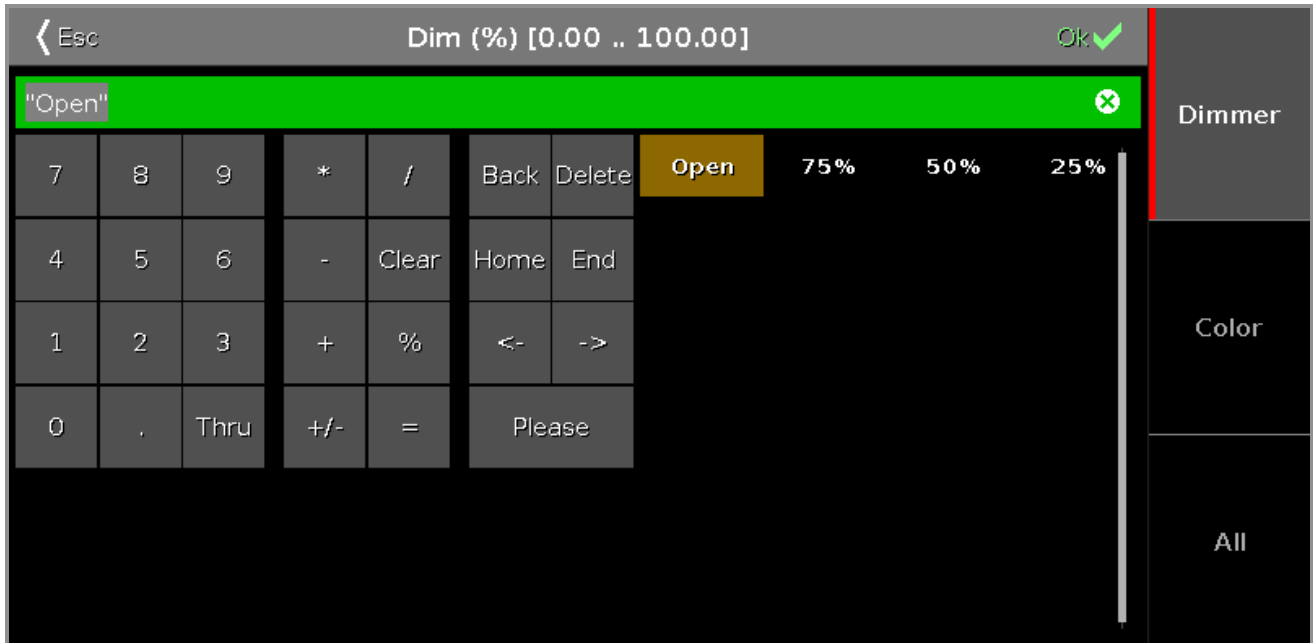 Esc Dim (%) [0.00 .. 100.00] Ok
"Open"
7 8 9 * / Back Delete Open 75% 50% 25%
4 5 6 - Clear Home End
1 2 3 + % <- ->
0 . Thru +/- = Please
Dimmer
Color
All